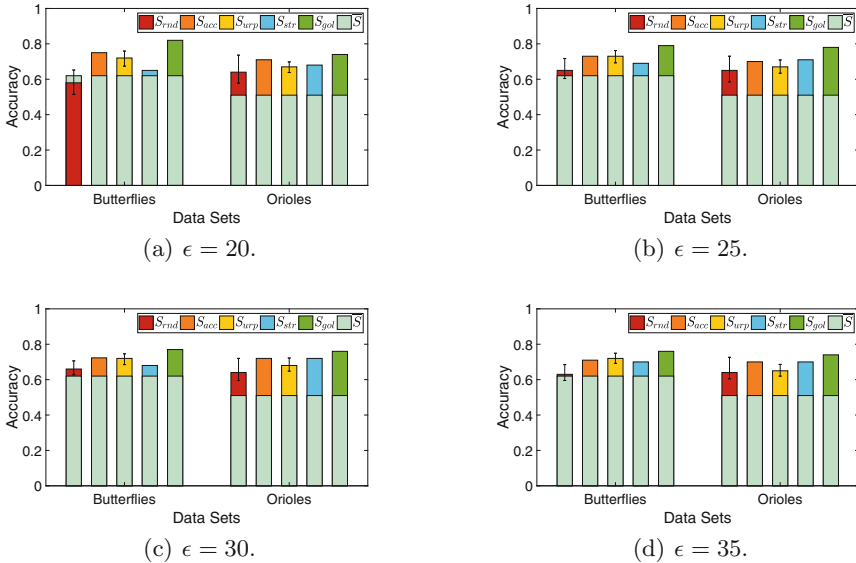 S_rnd S_acc S_urp S_str S_gol S̄
1
0.8
0.6
0.4
0.2
0
Accuracy
Butterflies Orioles
Data Sets
(a) ϵ = 20.
S_rnd S_acc S_urp S_str S_gol S̄
1
0.8
0.6
0.4
0.2
0
Accuracy
Butterflies Orioles
Data Sets
(b) ϵ = 25.
S_rnd S_acc S_urp S_str S_gol S̄
1
0.8
0.6
0.4
0.2
0
Accuracy
Butterflies Orioles
Data Sets
(c) ϵ = 30.
S_rnd S_acc S_urp S_str S_gol S̄
1
0.8
0.6
0.4
0.2
0
Accuracy
Butterflies Orioles
Data Sets
(d) ϵ = 35.